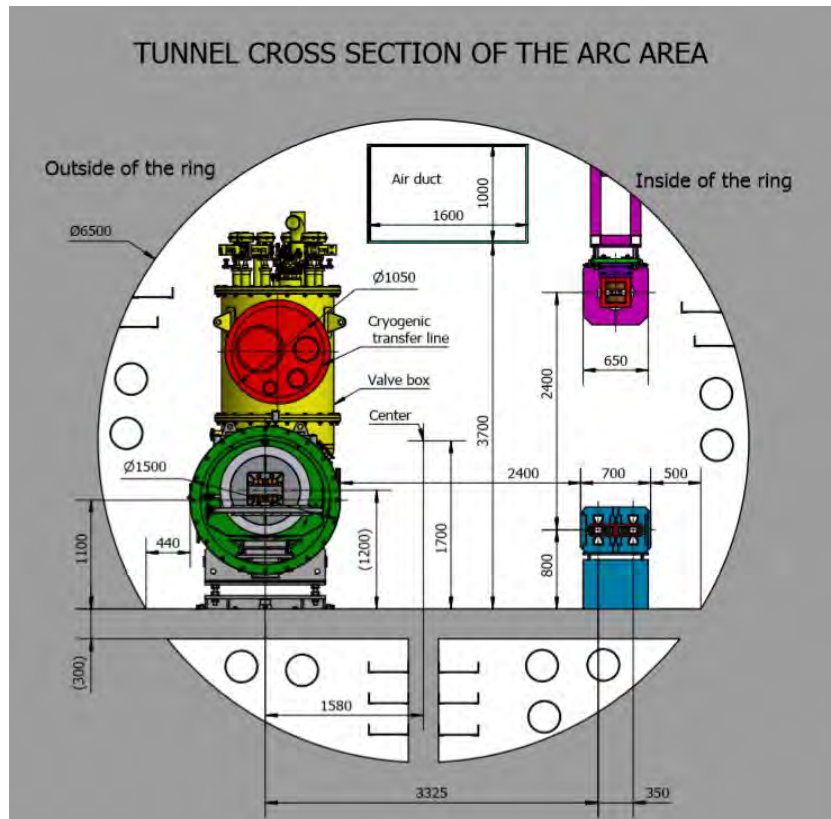 TUNNEL CROSS SECTION OF THE ARC AREA
Outside of the ring
Air duct
1000
1600
Inside of the ring
Ø6500
Ø1050
Cryogenic
transfer line
650
Valve box
Center
2400
3700
Ø1500
2400
700
500
1100
440
(1200)
1700
800
(300)
1580
3325
350